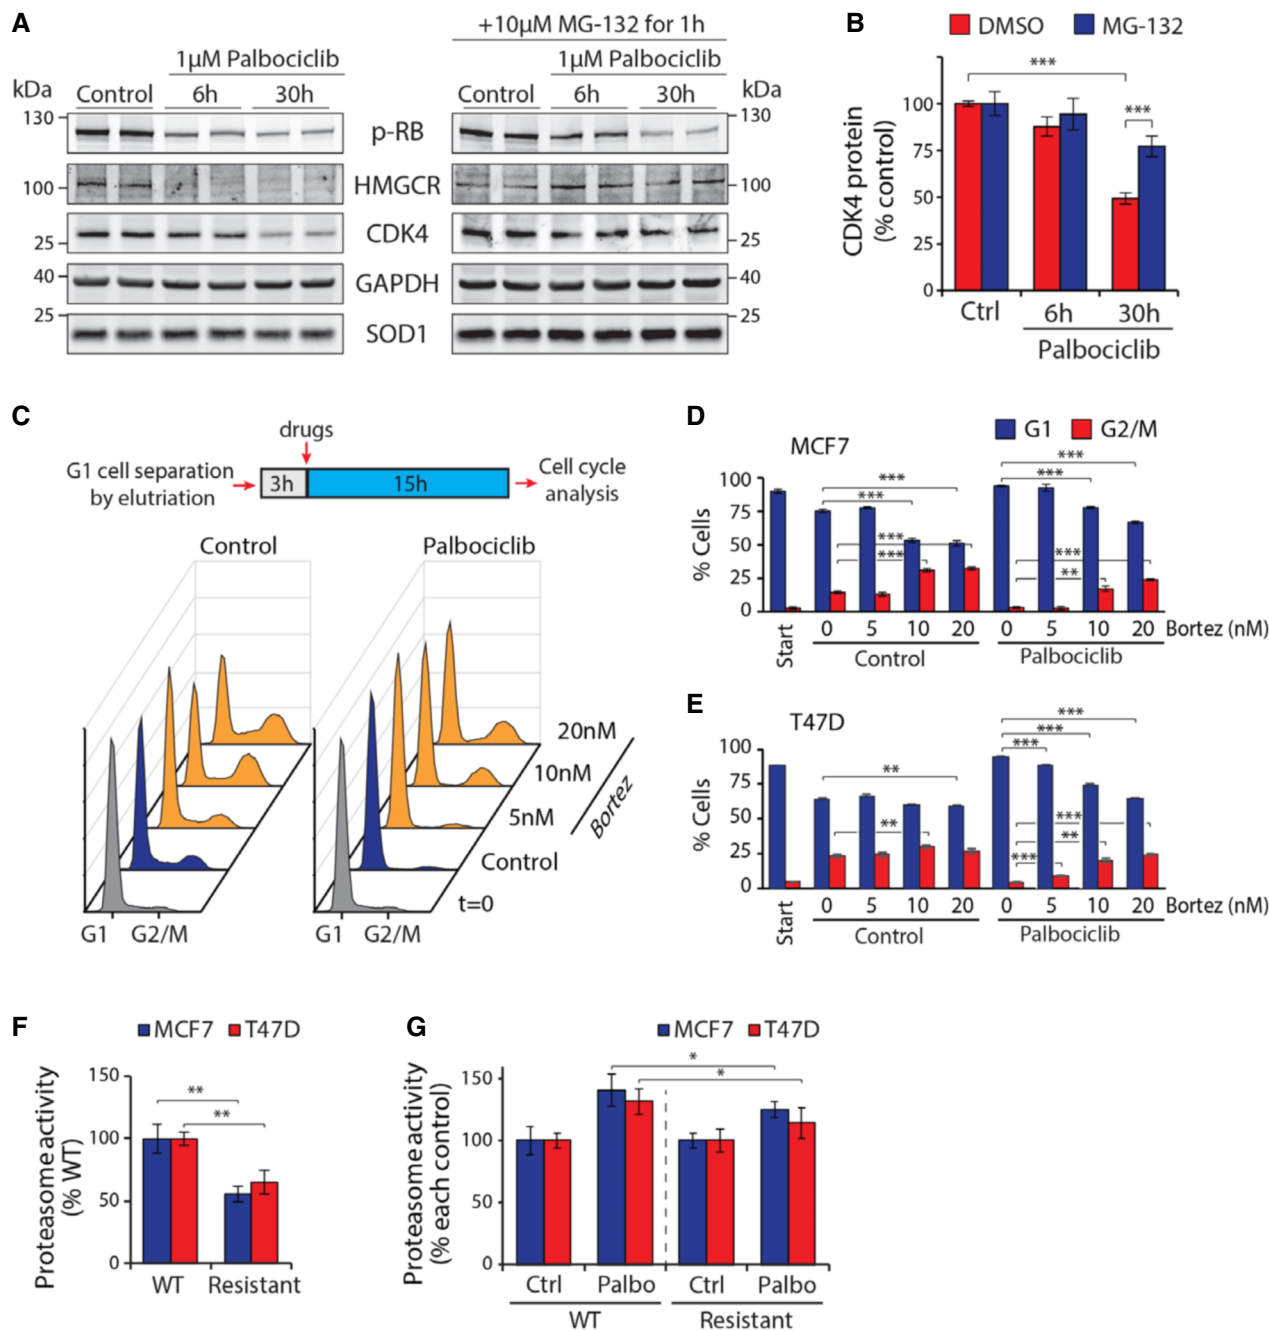 A
+10µM MG-132 for 1h
1µM Palbociclib
1µM Palbociclib
kDa
Control
6h
30h
Control
6h
30h
kDa
130
p-RB
130
100
HMGCR
100
25
CDK4
25
40
GAPDH
40
25
SOD1
25
B
DMSO
MG-132
***
***
CDK4 protein
(% control)
100
75
50
25
0
Ctrl
6h
30h
Palbociclib
C
drugs
G1 cell separation
by elutriation
3h
15h
Cell cycle
analysis
Control
Palbociclib
20nM
10nM
5nM
Bortez
Control
t=0
G1
G2/M
G1
G2/M
D
G1
G2/M
MCF7
% Cells
100
75
50
25
0
***
***
***
***
***
***
***
**
Start
0
5
10
20
0
5
10
20
Bortez (nM)
Control
Palbociclib
E
T47D
% Cells
100
75
50
25
0
**
**
***
***
***
***
**
***
Start
0
5
10
20
0
5
10
20
Bortez (nM)
Control
Palbociclib
F
MCF7
T47D
Proteasome activity
(% WT)
150
100
50
0
**
**
WT
Resistant
G
MCF7
T47D
Proteasome activity
(% each control)
150
100
50
0
*
*
Ctrl
Palbo
Ctrl
Palbo
WT
Resistant